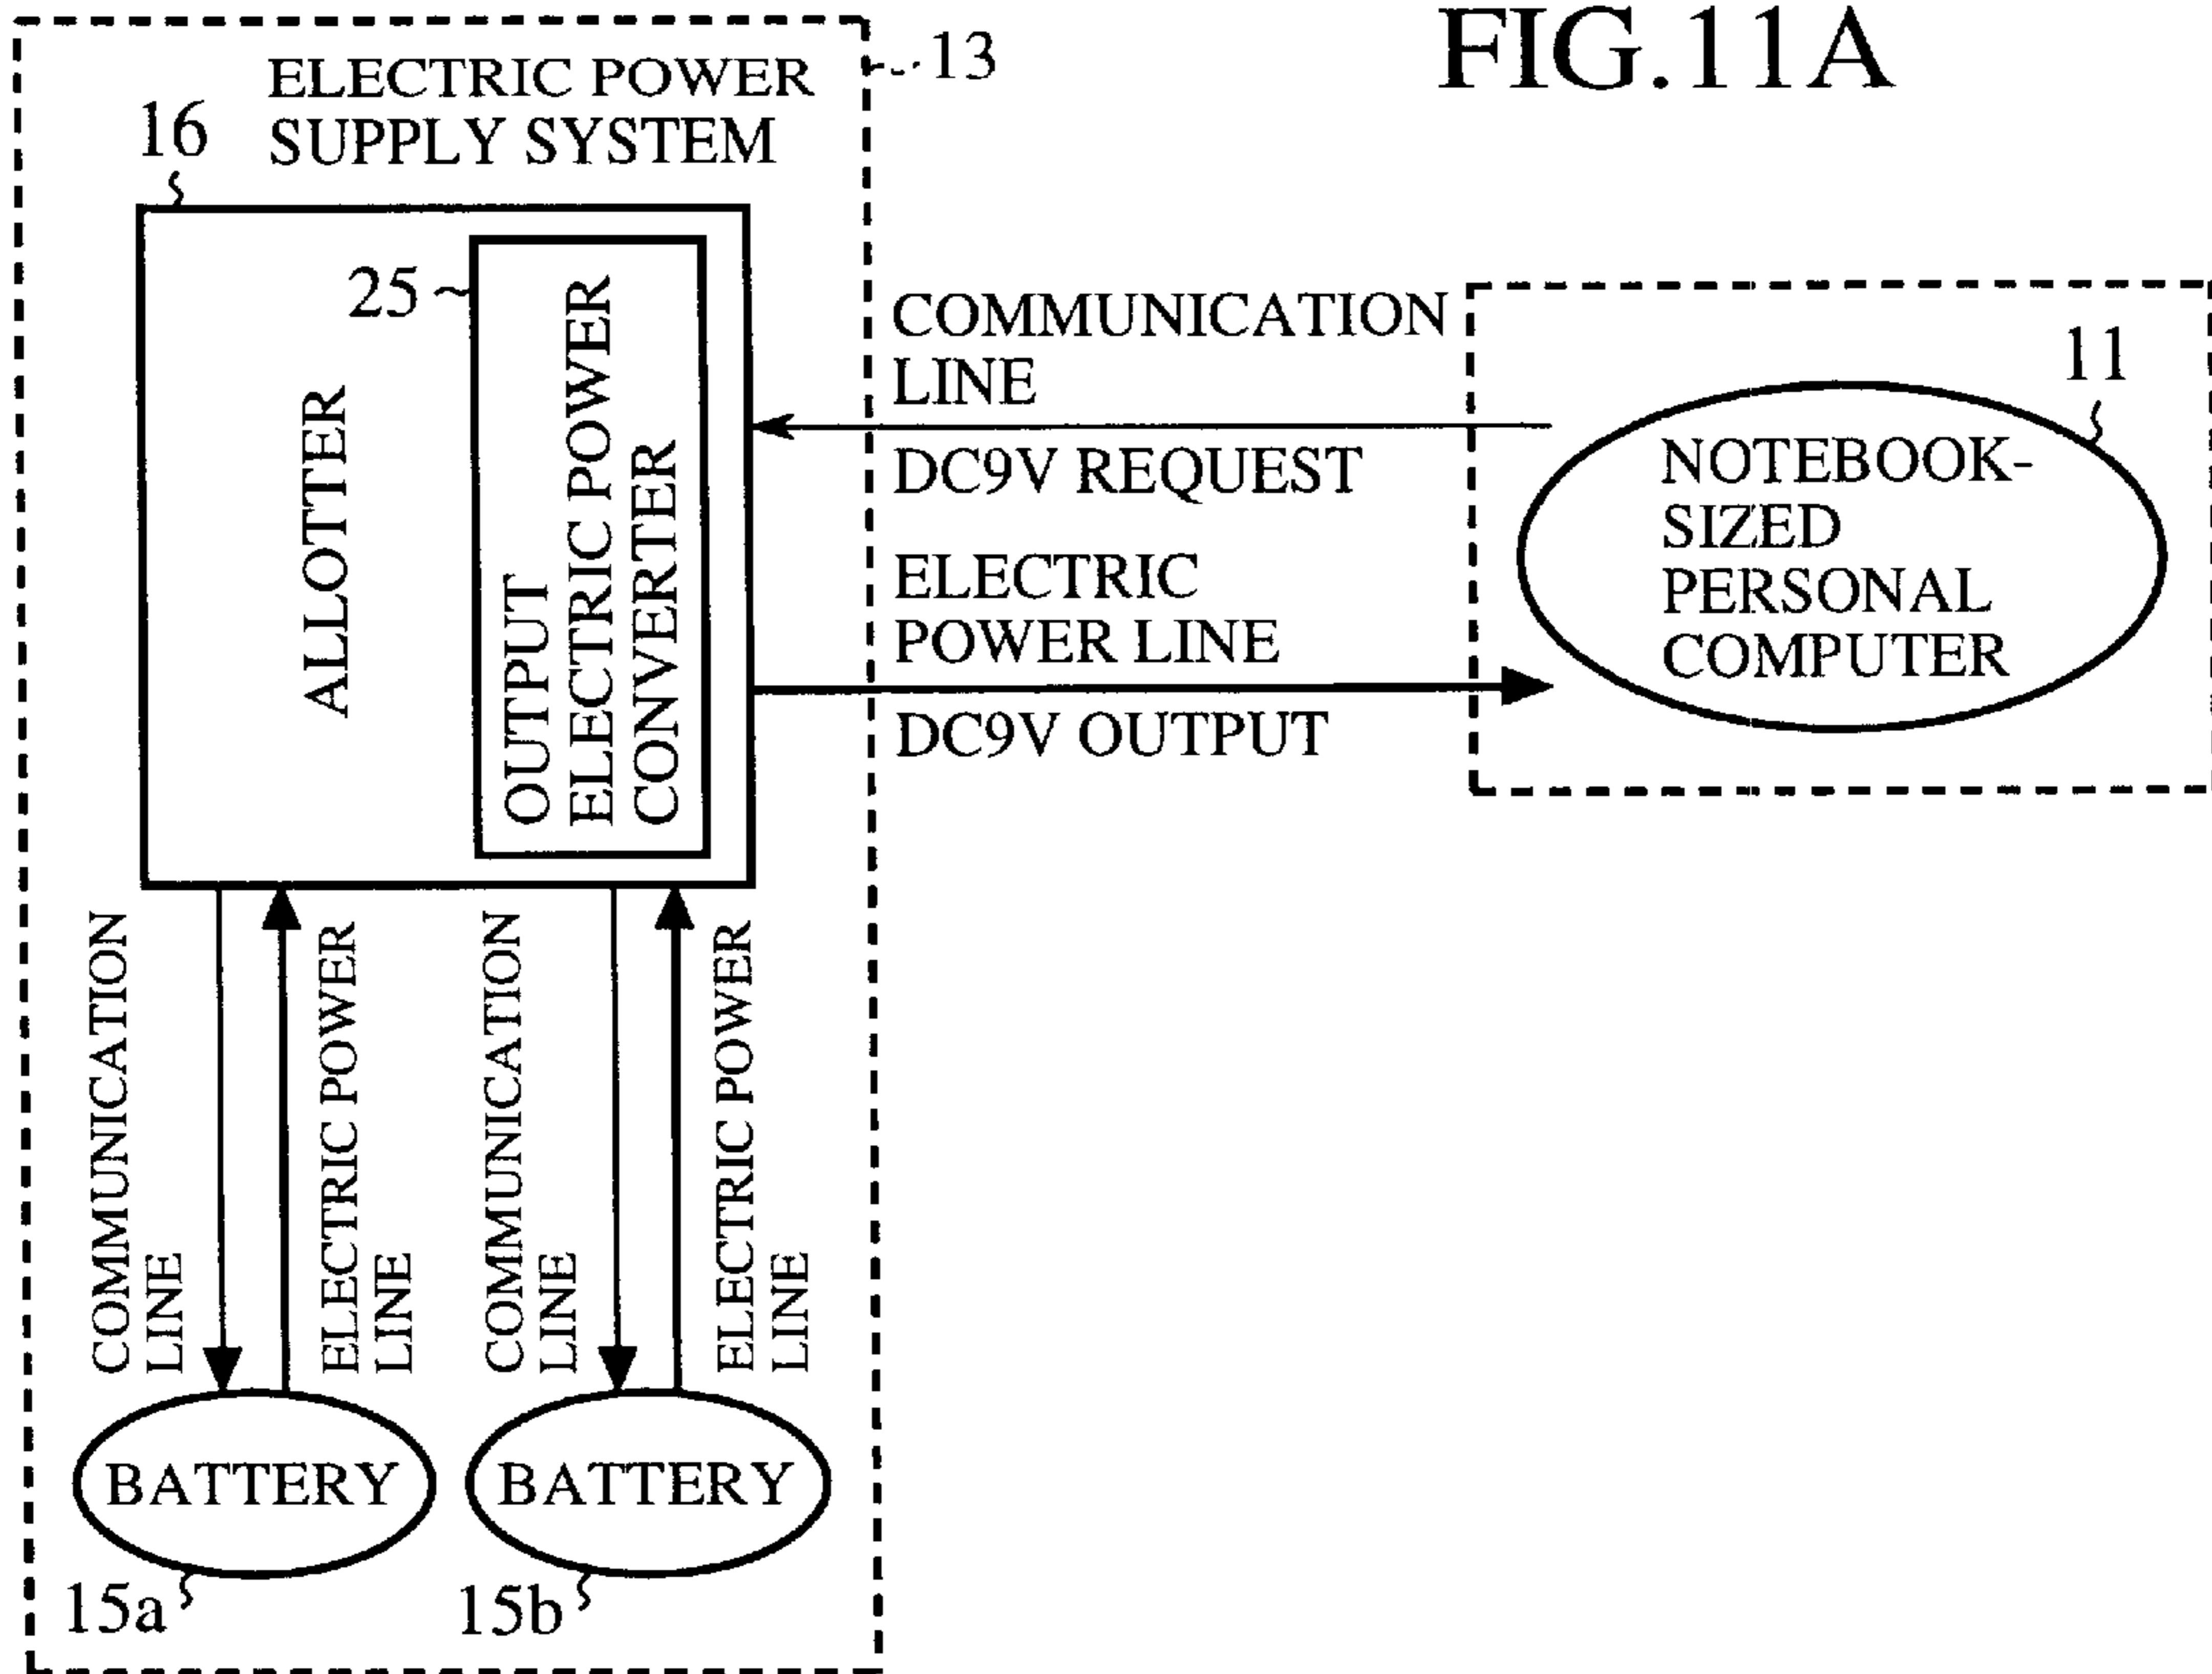 FIG.11A
13
ELECTRIC POWER
SUPPLY SYSTEM
16
25
ALLOTTER
OUTPUT
ELECTRIC POWER
CONVERTER
COMMUNICATION
LINE
DC9V REQUEST
ELECTRIC
POWER LINE
DC9V OUTPUT
11
NOTEBOOK-
SIZED
PERSONAL
COMPUTER
COMMUNICATION
LINE
ELECTRIC POWER
LINE
COMMUNICATION
LINE
ELECTRIC POWER
LINE
BATTERY
BATTERY
15a
15b